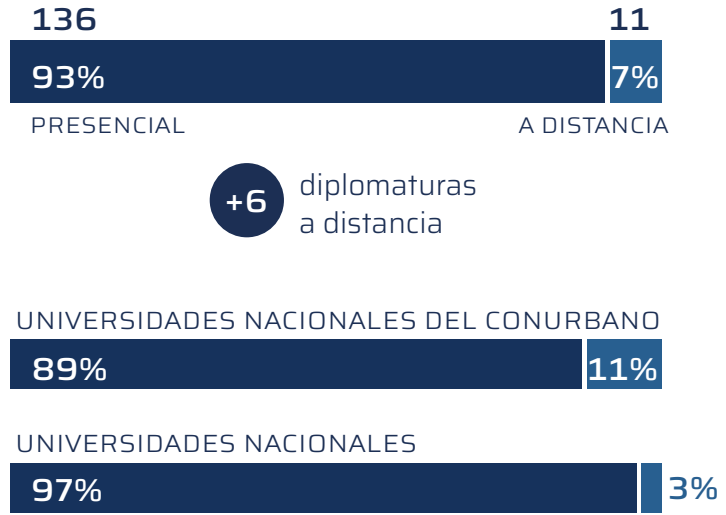 136 11
93% 7%
PRESENCIAL A DISTANCIA
+6 diplomaturas
a distancia
UNIVERSIDADES NACIONALES DEL CONURBANO
89% 11%
UNIVERSIDADES NACIONALES
97% 3%